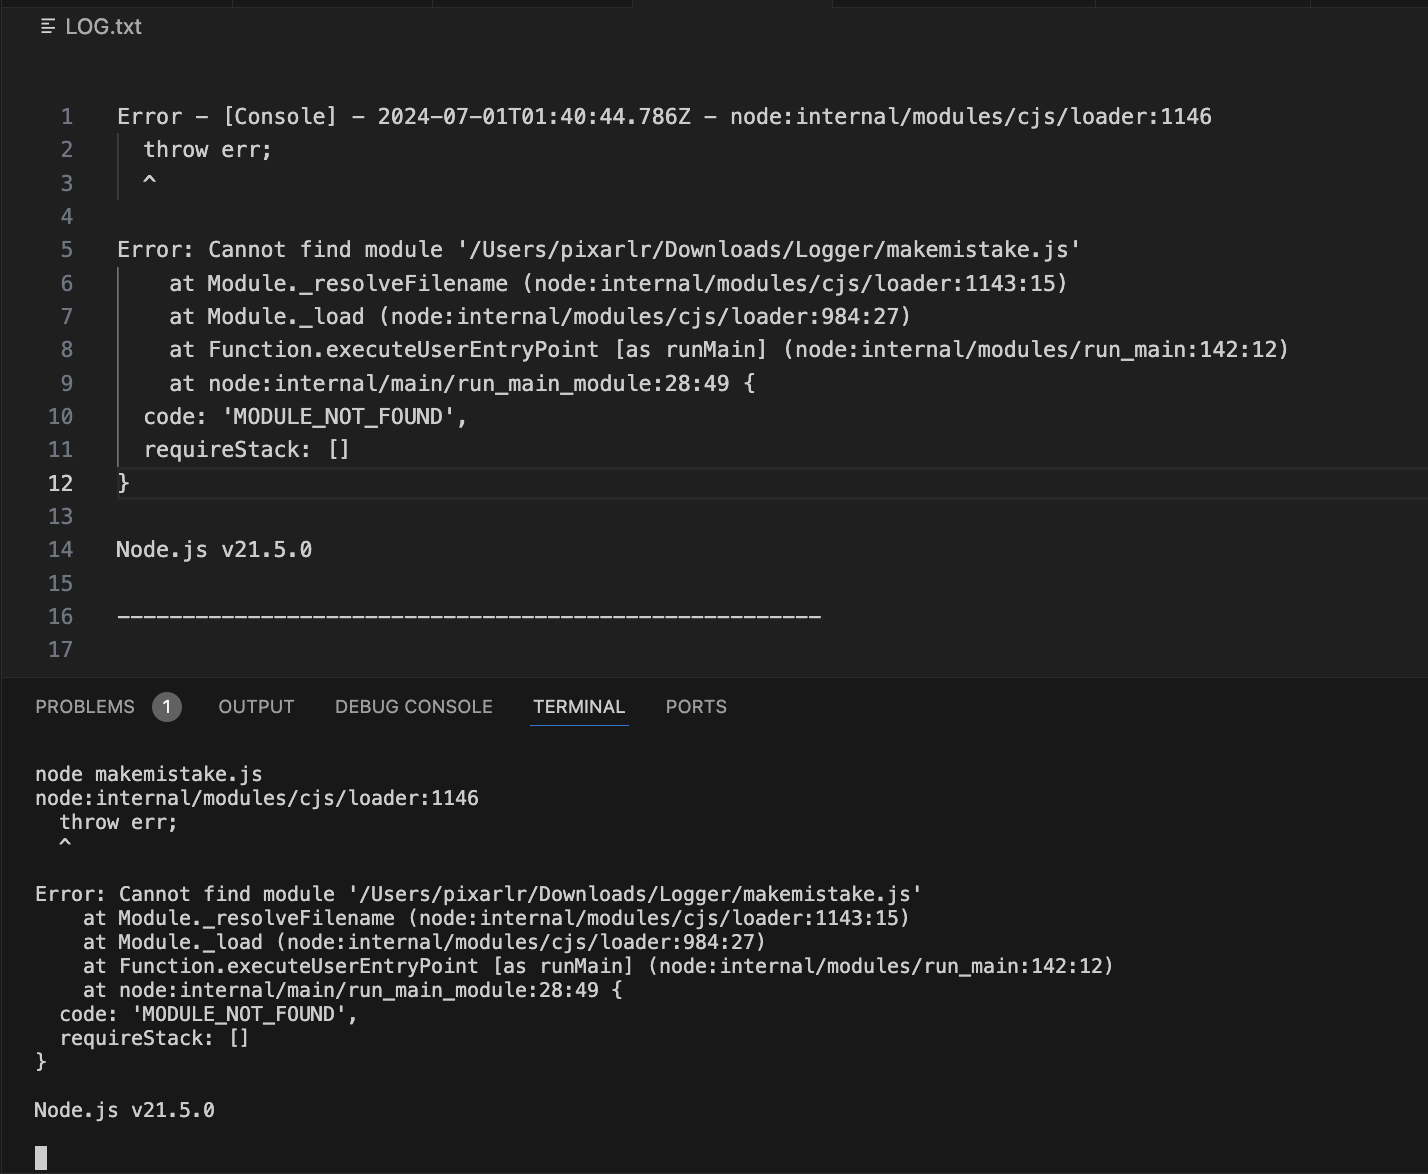 LOG.txt
1 Error – [Console] – 2024-07-01T01:40:44.786Z – node:internal/modules/cjs/loader:1146
2   throw err;
3   ^
4
5 Error: Cannot find module '/Users/pixarlr/Downloads/Logger/makemistake.js'
6     at Module._resolveFilename (node:internal/modules/cjs/loader:1143:15)
7     at Module._load (node:internal/modules/cjs/loader:984:27)
8     at Function.executeUserEntryPoint [as runMain] (node:internal/modules/run_main:142:12)
9     at node:internal/main/run_main_module:28:49 {
10   code: 'MODULE_NOT_FOUND',
11   requireStack: []
12 }
13
14 Node.js v21.5.0
15
16 ------------------------------------------------------
17
PROBLEMS 1 OUTPUT DEBUG CONSOLE TERMINAL PORTS
node makemistake.js
node:internal/modules/cjs/loader:1146
  throw err;
  ^
Error: Cannot find module '/Users/pixarlr/Downloads/Logger/makemistake.js'
    at Module._resolveFilename (node:internal/modules/cjs/loader:1143:15)
    at Module._load (node:internal/modules/cjs/loader:984:27)
    at Function.executeUserEntryPoint [as runMain] (node:internal/modules/run_main:142:12)
    at node:internal/main/run_main_module:28:49 {
  code: 'MODULE_NOT_FOUND',
  requireStack: []
}
Node.js v21.5.0